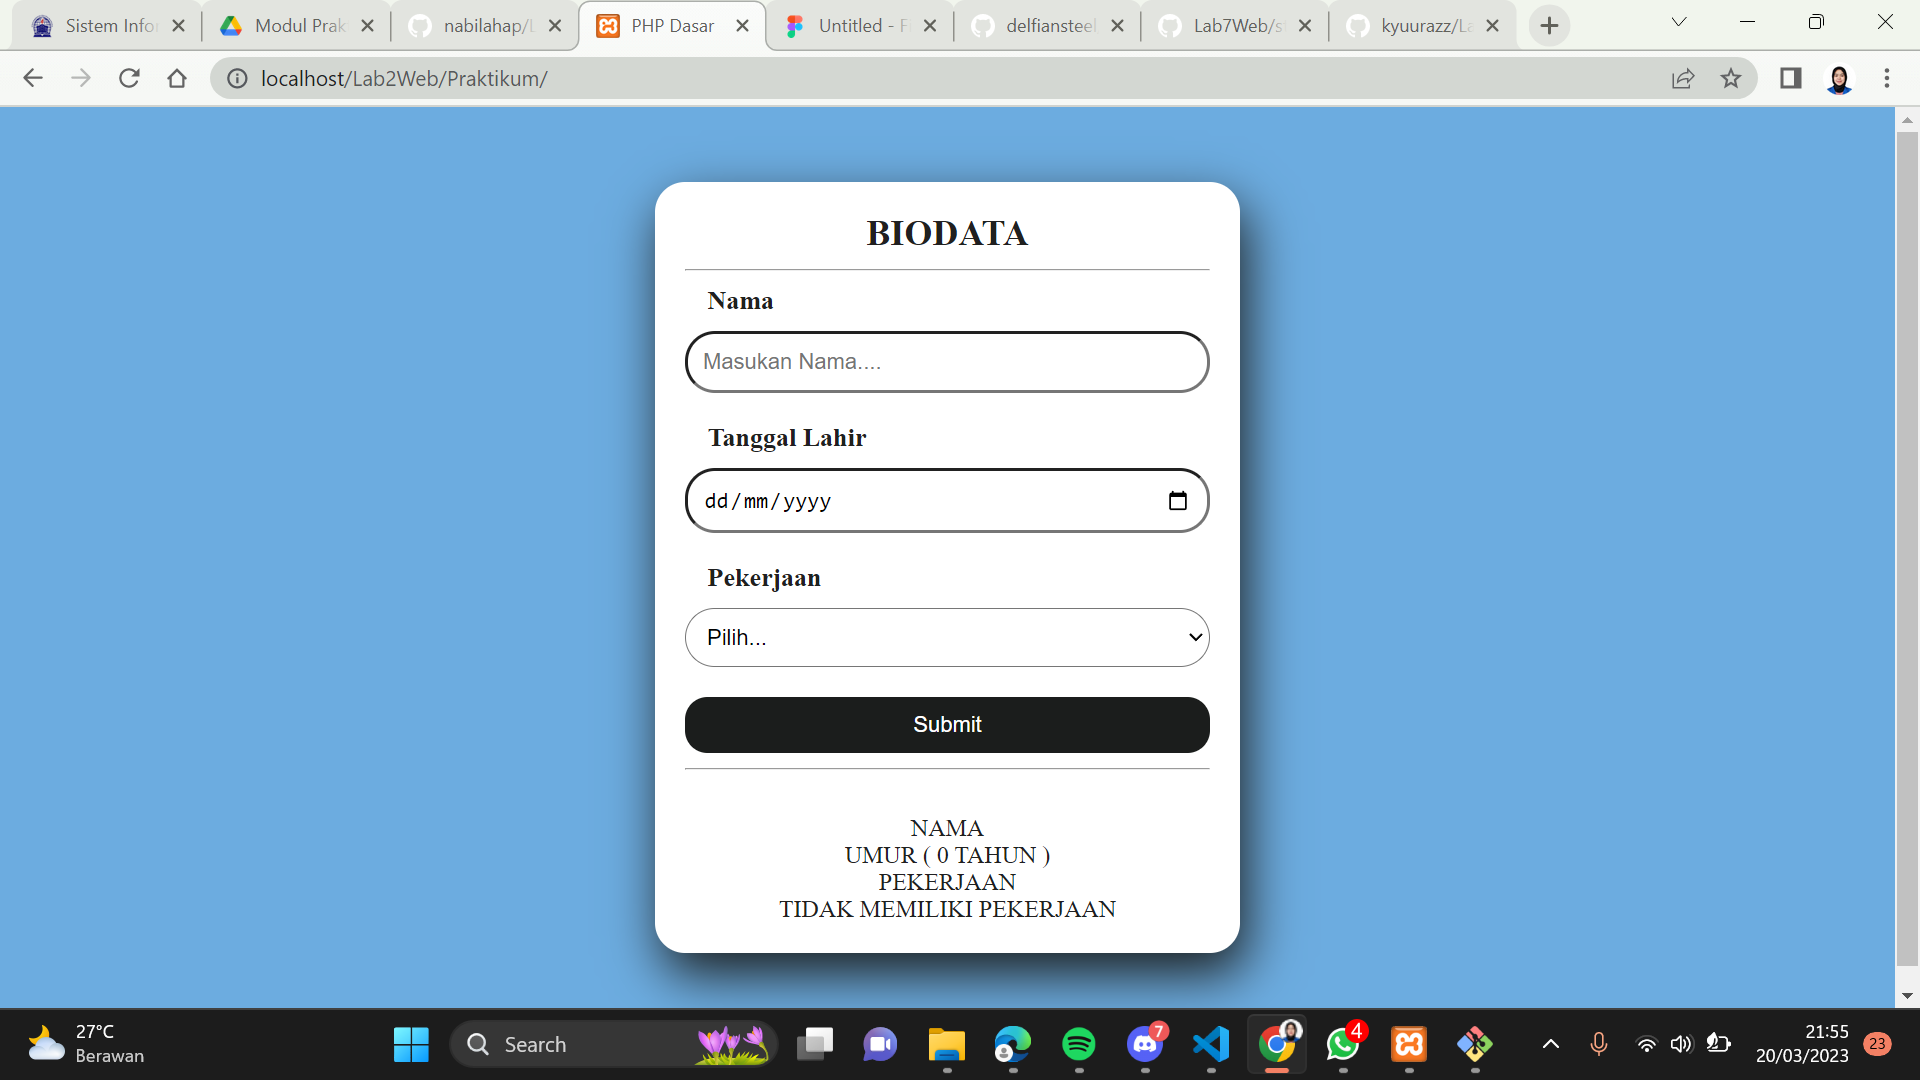 Sistem Infor
Modul Prak
nabilahap/L
PHP Dasar
Untitled - F
delfiansteel
Lab7Web/st
kyuurazz/La
localhost/Lab2Web/Praktikum/
BIODATA
Nama
Masukan Nama....
Tanggal Lahir
dd/mm/yyyy
Pekerjaan
Pilih...
Submit
NAMA
UMUR ( 0 TAHUN )
PEKERJAAN
TIDAK MEMILIKI PEKERJAAN
27°C
Berawan
Search
7
4
21:55
20/03/2023
23